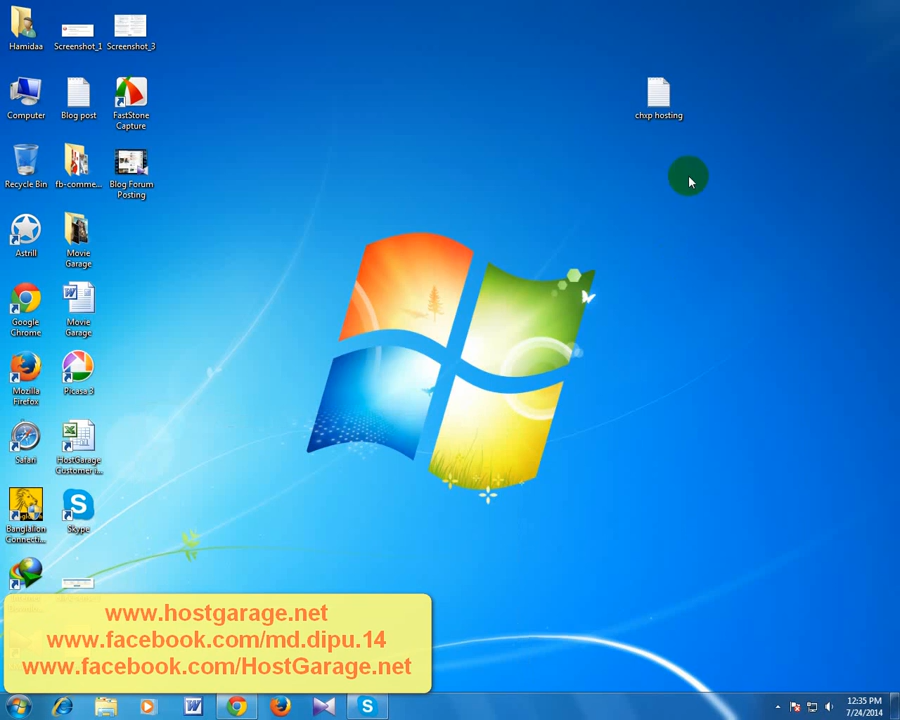 Hamidaa
Screenshot_1
Screenshot_3
chxp hosting
Computer
Blog post
FastStone
Capture
Recycle Bin
fb-comme...
Blog Forum
Posting
Astrill
Movie
Garage
Google
Chrome
Movie
Garage
Mozilla
Firefox
Picasa 3
Safari
HostGarage
Customer i...
Banglalion
Connecti...
Skype
www.hostgarage.net
www.facebook.com/md.dipu.14
www.facebook.com/HostGarage.net
12:35 PM
7/24/2014